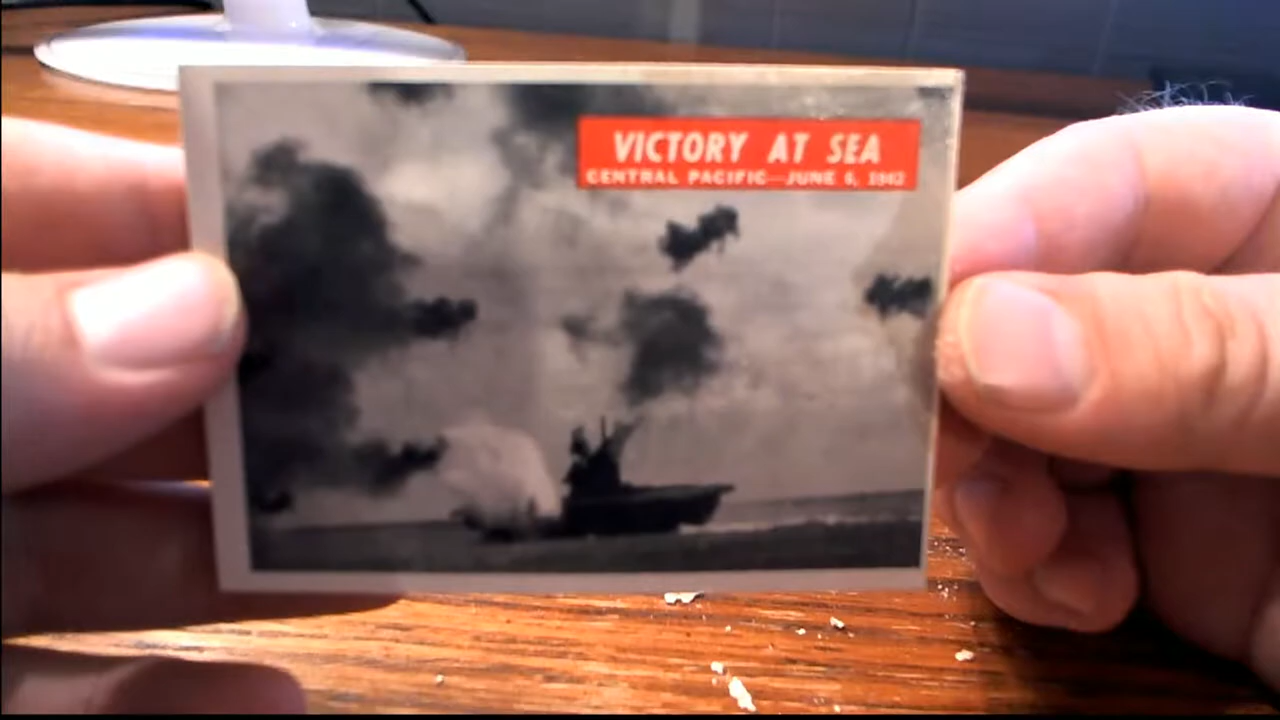 VICTORY AT SEA
CENTRAL PACIFIC—JUNE 6, 1942